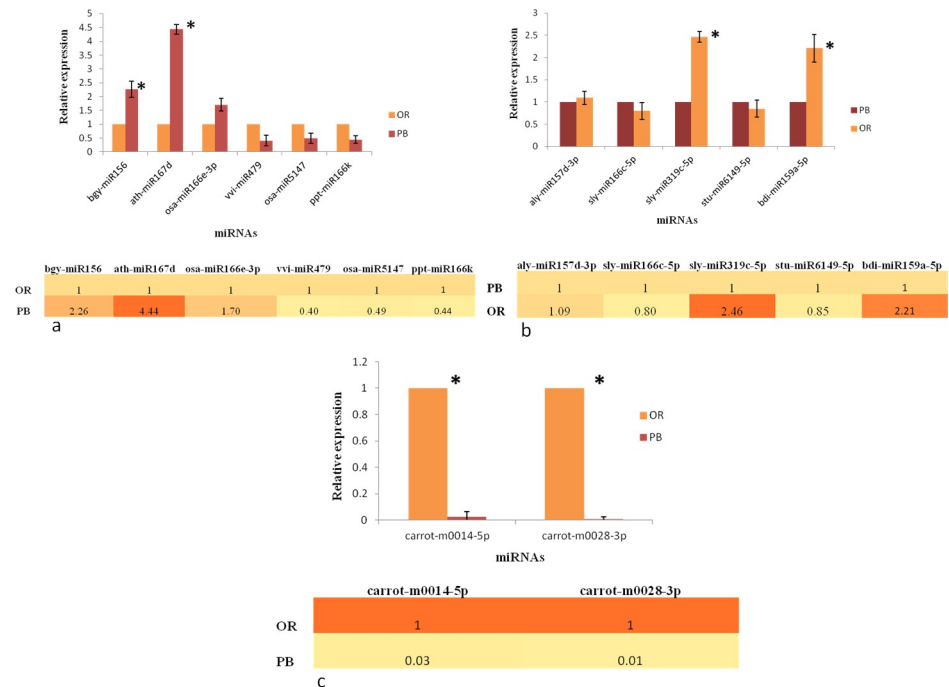 Relative expression
5
4.5
4
3.5
3
2.5
2
1.5
1
0.5
0
*
*
OR
PB
bgy-miR156
ath-miR167d
osa-miR166e-3p
vvi-miR479
osa-miR5147
ppt-miR166k
miRNAs
bgy-miR156 ath-miR167d osa-miR166e-3p vvi-miR479 osa-miR5147 ppt-miR166k
OR 1 1 1 1 1 1
PB 2.26 4.44 1.70 0.40 0.49 0.44
a
Relative expression
3
2.5
2
1.5
1
0.5
0
*
*
PB
OR
aly-miR157d-3p
sly-miR166c-5p
sly-miR319c-5p
stu-miR6149-5p
bdi-miR159a-5p
miRNAs
aly-miR157d-3p sly-miR166c-5p sly-miR319c-5p stu-miR6149-5p bdi-miR159a-5p
PB 1 1 1 1 1
OR 1.09 0.80 2.46 0.85 2.21
b
Relative expression
1.2
1
0.8
0.6
0.4
0.2
0
*
*
OR
PB
carrot-m0014-5p carrot-m0028-3p
miRNAs
carrot-m0014-5p carrot-m0028-3p
OR 1 1
PB 0.03 0.01
c